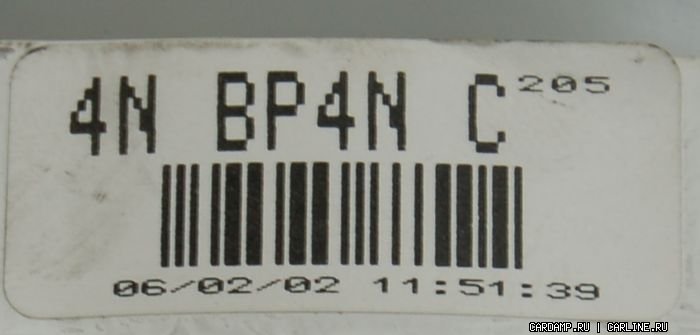 4N BP4N C 205
06/02/02 11:51:39
CARDAMP.RU | CARLINE.RU